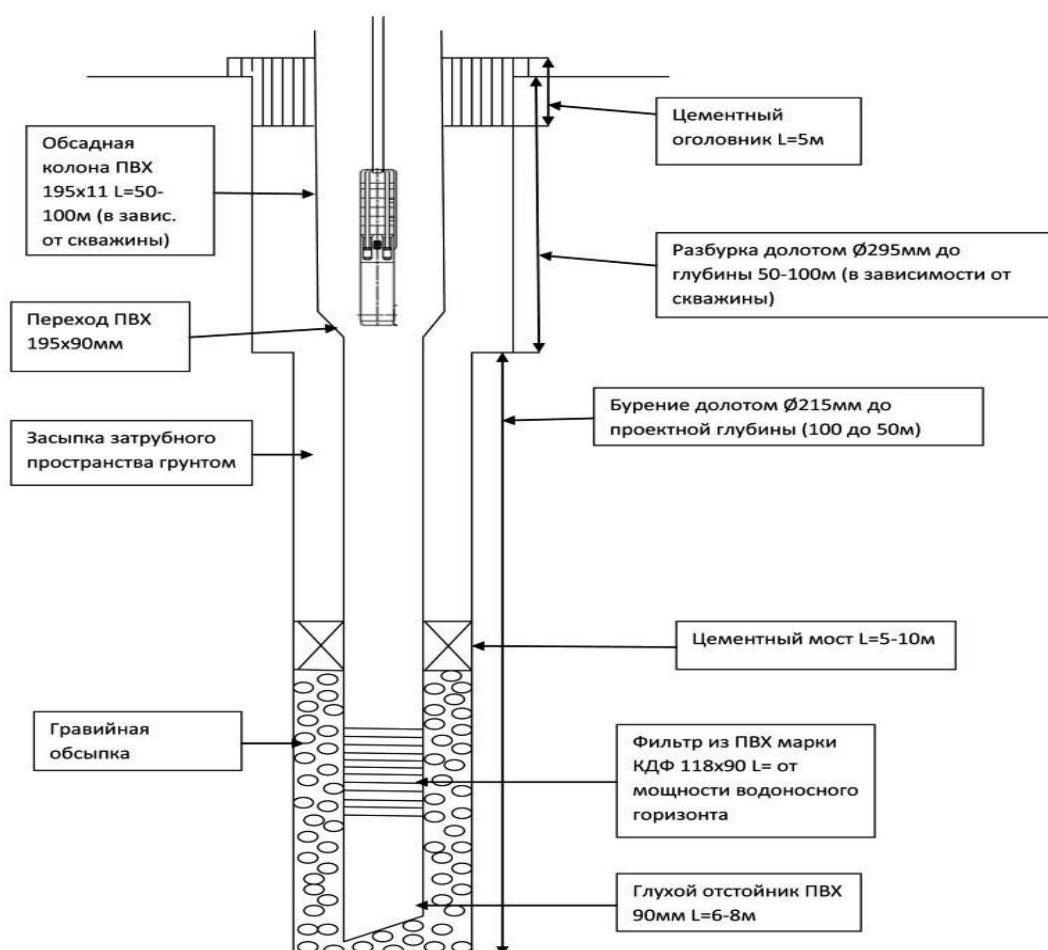 Цементный
оголовник L=5м
Обсадная
колона ПВХ
195x11 L=50-
100м (в завис.
от скважины)
Разбурка долотом Ø295мм до
глубины 50-100м (в зависимости от
скважины)
Переход ПВХ
195x90мм
Бурение долотом Ø215мм до
проектной глубины (100 до 50м)
Засыпка затрубного
пространства грунтом
Цементный мост L=5-10м
Гравийная
обсыпка
Фильтр из ПВХ марки
КДФ 118x90 L= от
мощности водоносного
горизонта
Глухой отстойник ПВХ
90мм L=6-8м